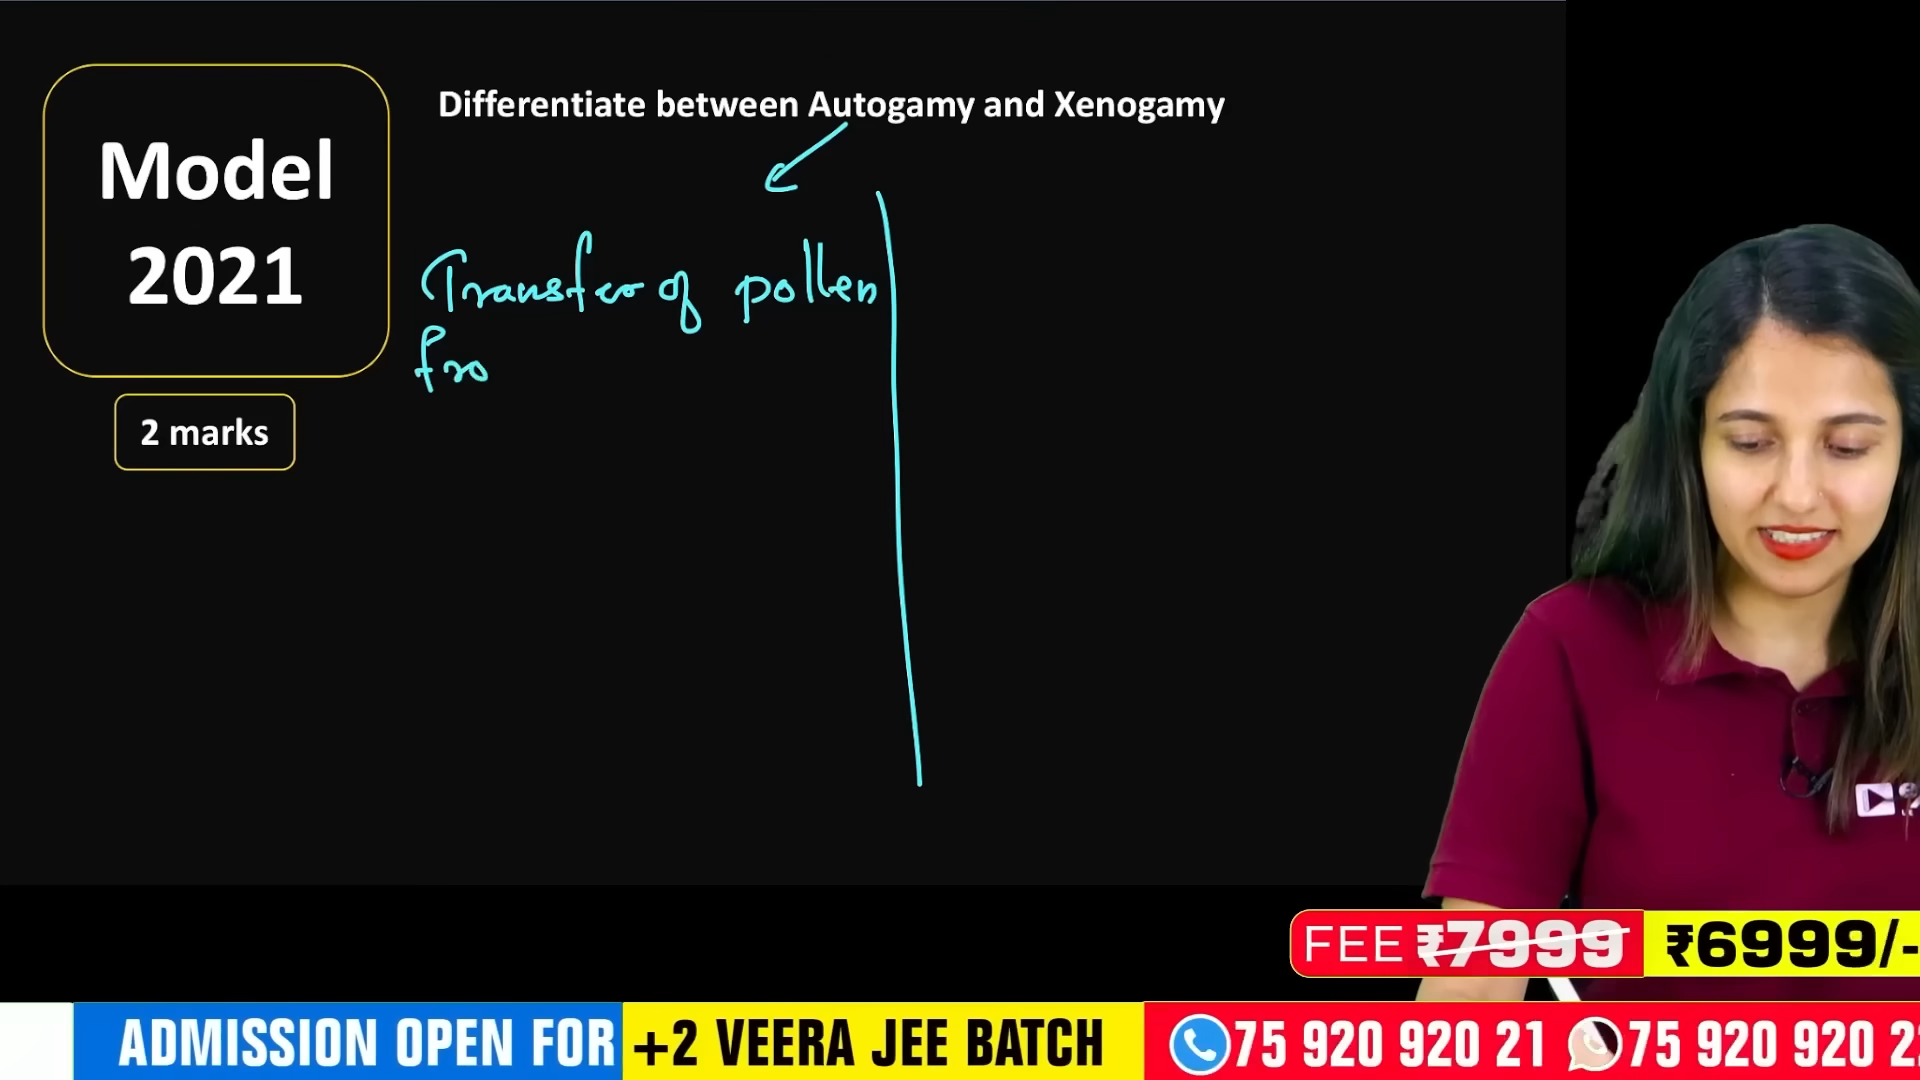 Differentiate between Autogamy and Xenogamy
Model
2021
2 marks
Transfer of pollen
fro
FEE ₹7999 ₹6999/-
ADMISSION OPEN FOR +2 VEERA JEE BATCH 75 920 920 21 75 920 920 2